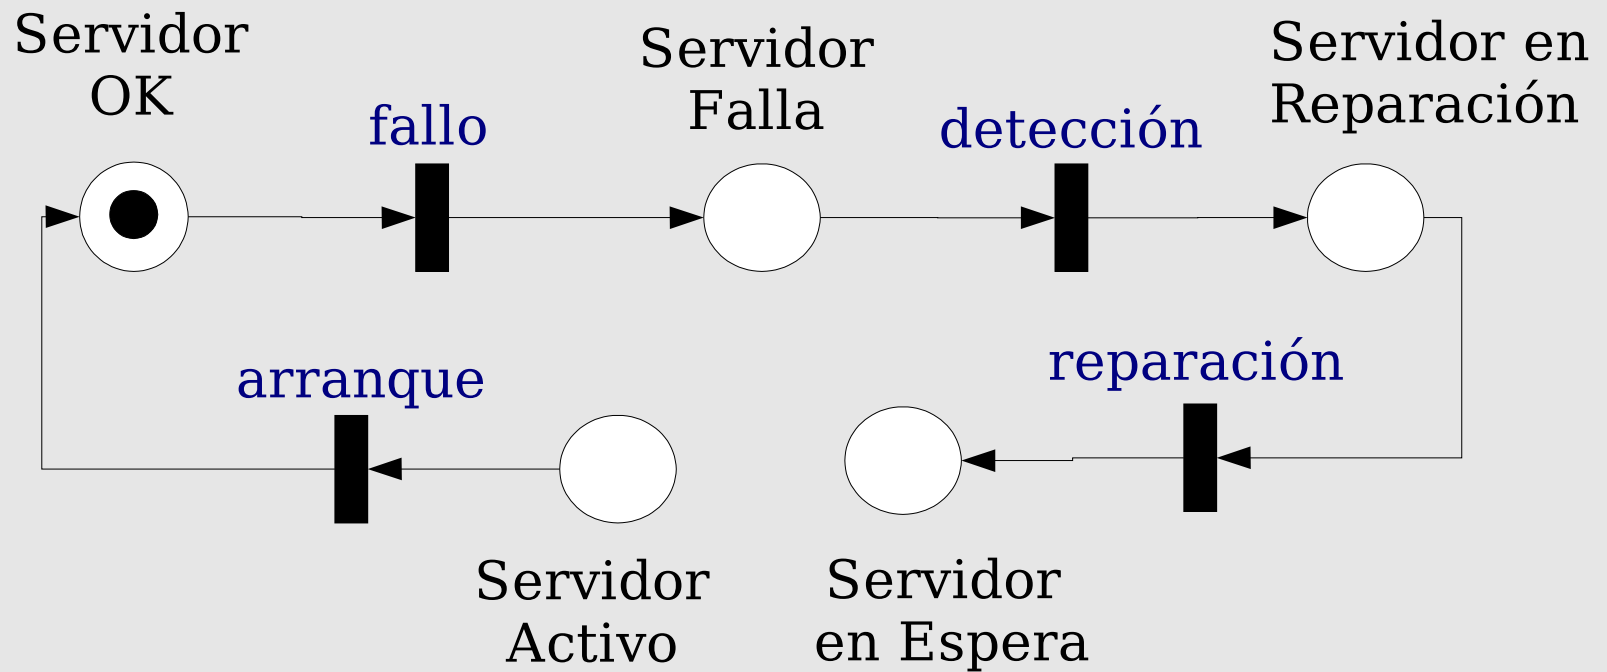 Servidor
OK
fallo
Servidor
Falla
detección
Servidor en
Reparación
arranque
reparación
Servidor
Activo
Servidor
en Espera